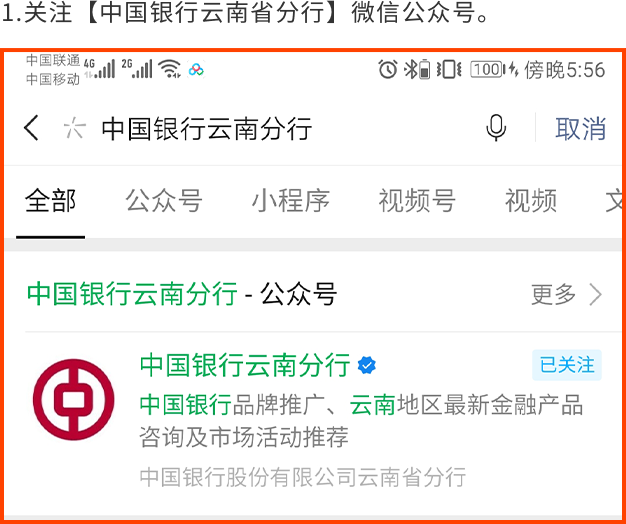 1.关注【中国银行云南省分行】微信公众号。
中国联通 4G 2G 100 傍晚5:56
中国移动
中国银行云南分行 取消
全部 公众号 小程序 视频号 视频
中国银行云南分行 - 公众号 更多
中国银行云南分行 已关注
中国银行品牌推广、云南地区最新金融产品
咨询及市场活动推荐
中国银行股份有限公司云南省分行